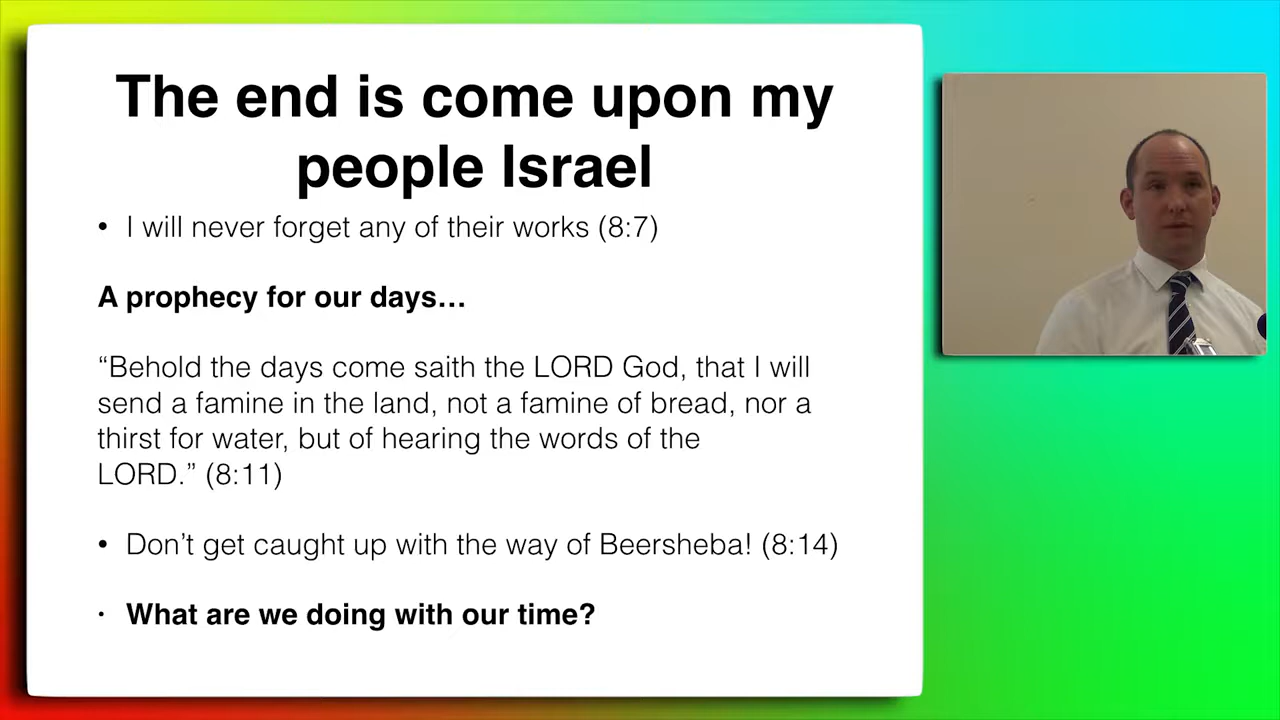 The end is come upon my
people Israel
• I will never forget any of their works (8:7)
A prophecy for our days…
“Behold the days come saith the LORD God, that I will
send a famine in the land, not a famine of bread, nor a
thirst for water, but of hearing the words of the
LORD.” (8:11)
• Don’t get caught up with the way of Beersheba! (8:14)
• What are we doing with our time?